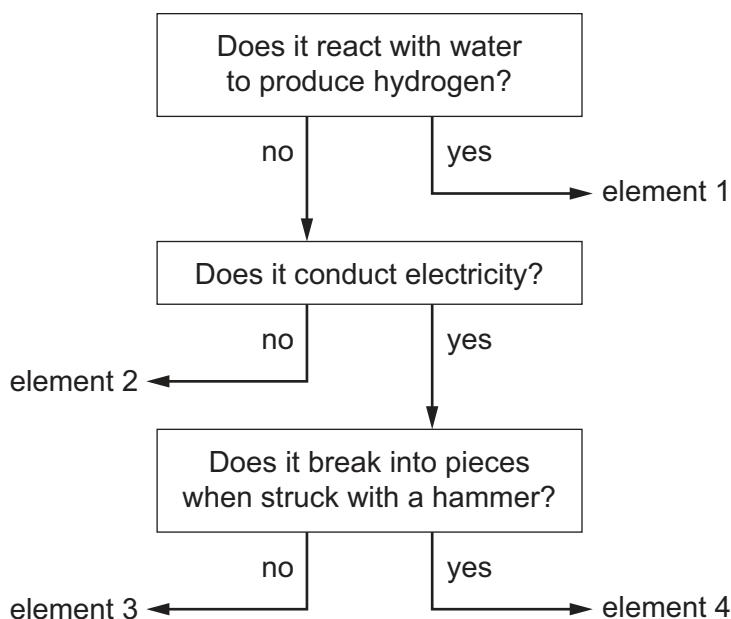 Does it react with water
to produce hydrogen?
no
yes
element 1
Does it conduct electricity?
no
yes
element 2
Does it break into pieces
when struck with a hammer?
no
yes
element 3
element 4